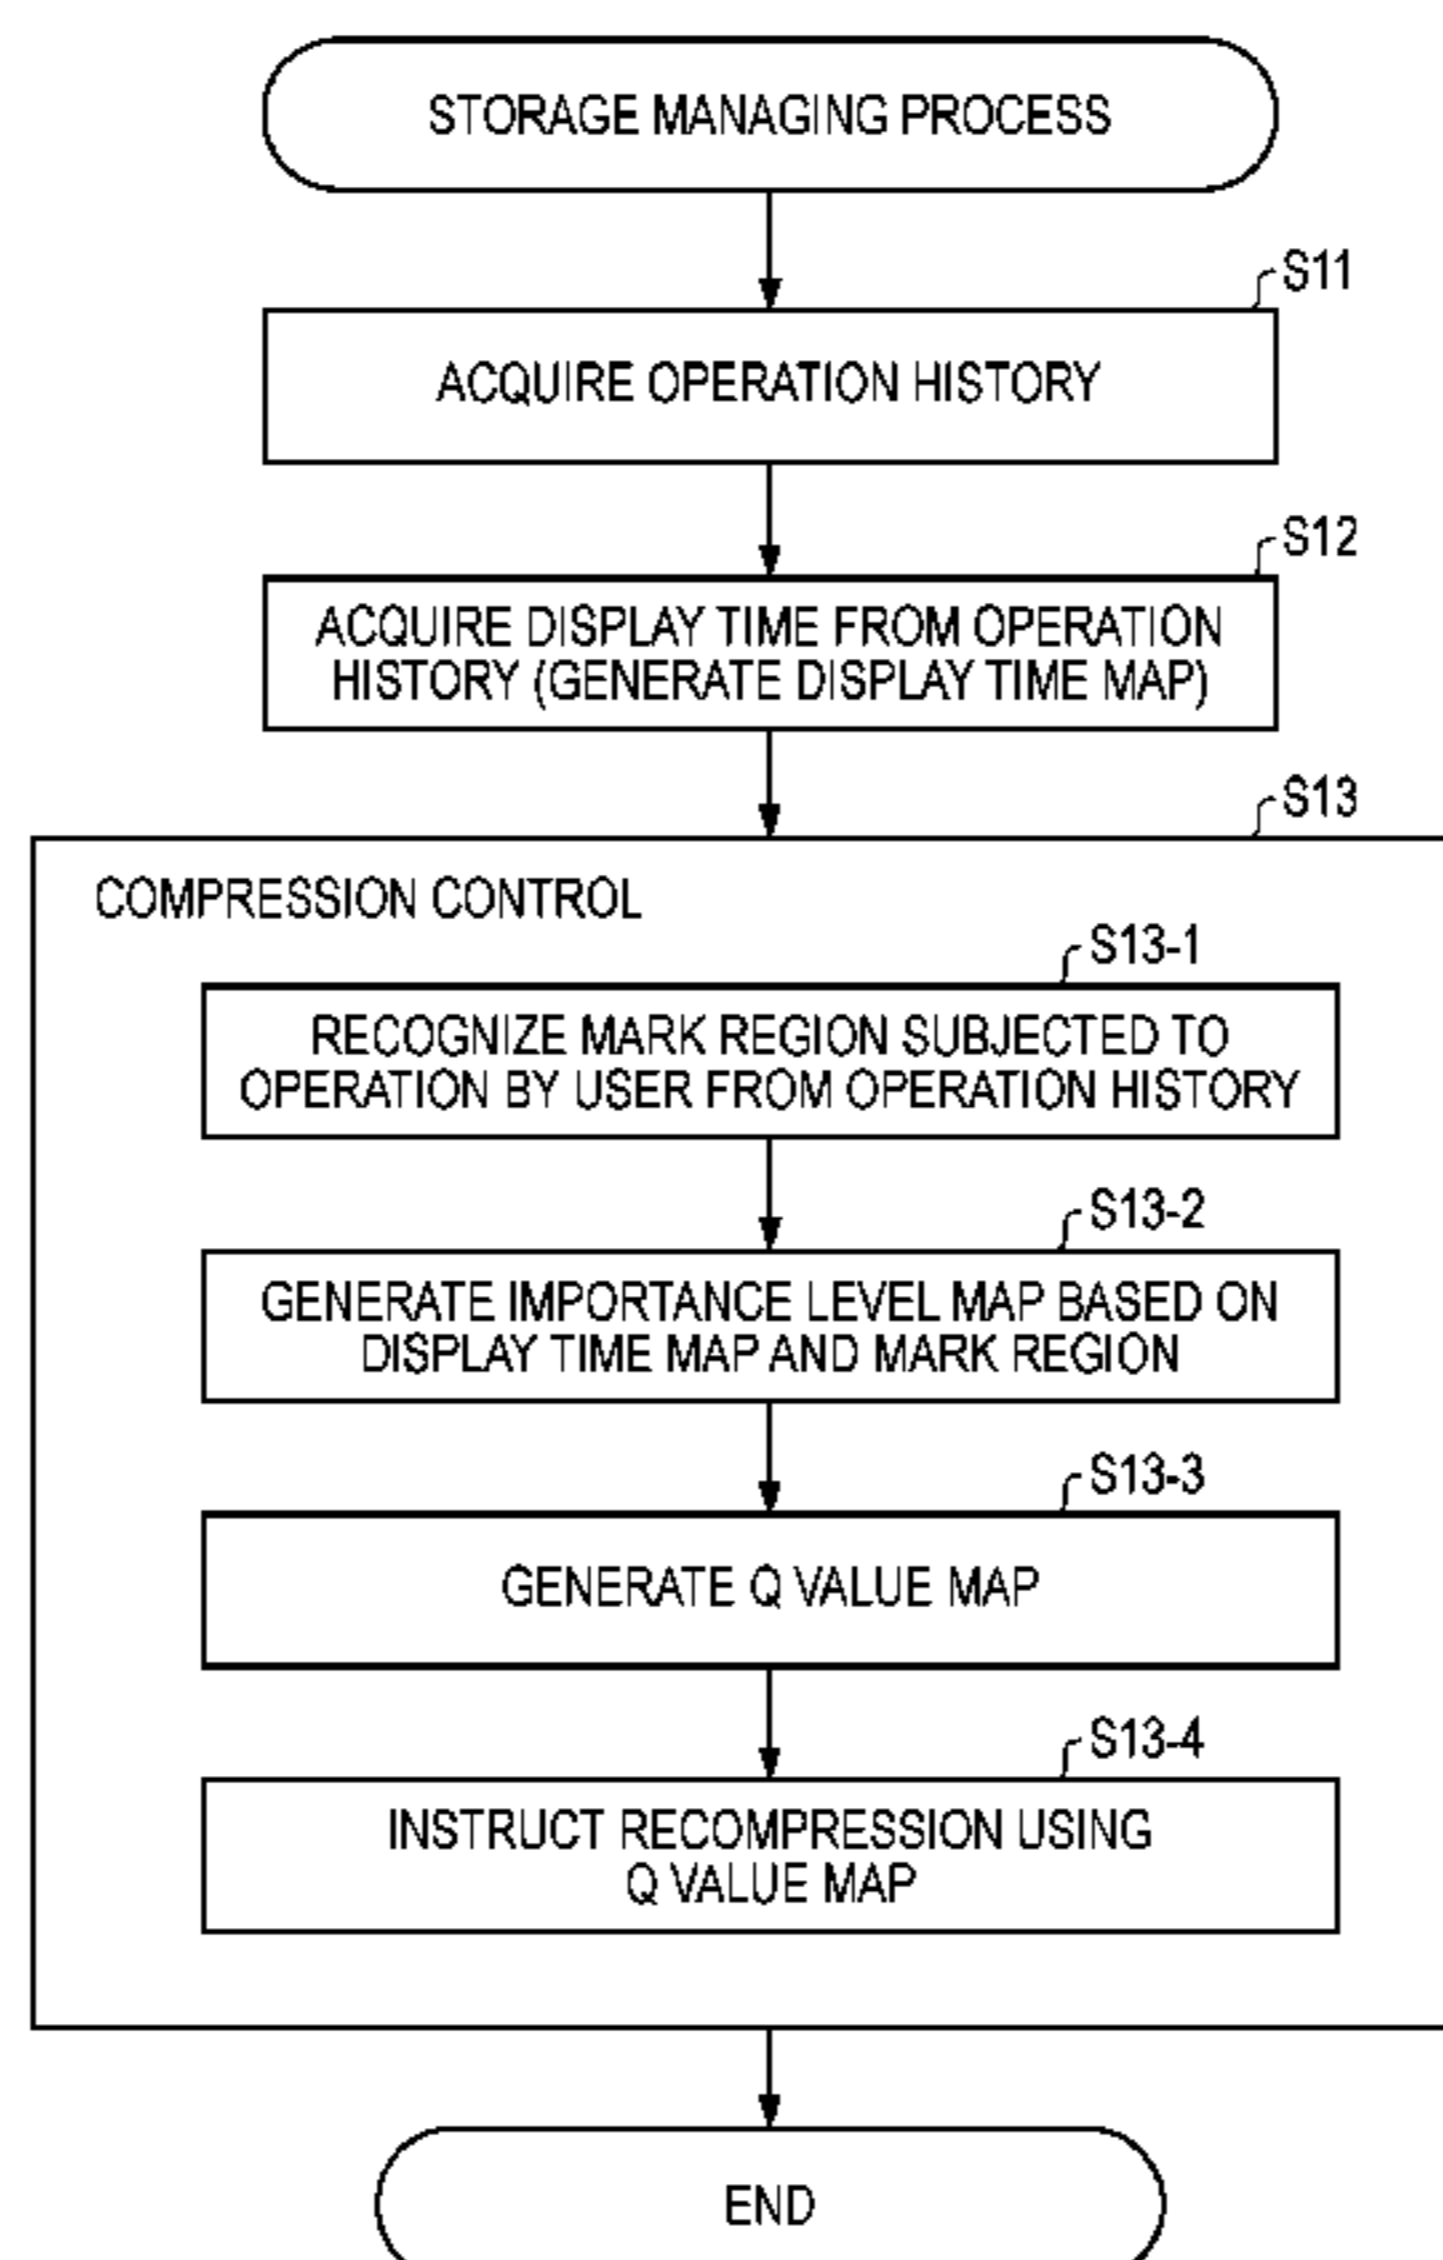 STORAGE MANAGING PROCESS
S11
ACQUIRE OPERATION HISTORY
S12
ACQUIRE DISPLAY TIME FROM OPERATION
HISTORY (GENERATE DISPLAY TIME MAP)
S13
COMPRESSION CONTROL
S13-1
RECOGNIZE MARK REGION SUBJECTED TO
OPERATION BY USER FROM OPERATION HISTORY
S13-2
GENERATE IMPORTANCE LEVEL MAP BASED ON
DISPLAY TIME MAP AND MARK REGION
S13-3
GENERATE Q VALUE MAP
S13-4
INSTRUCT RECOMPRESSION USING
Q VALUE MAP
END